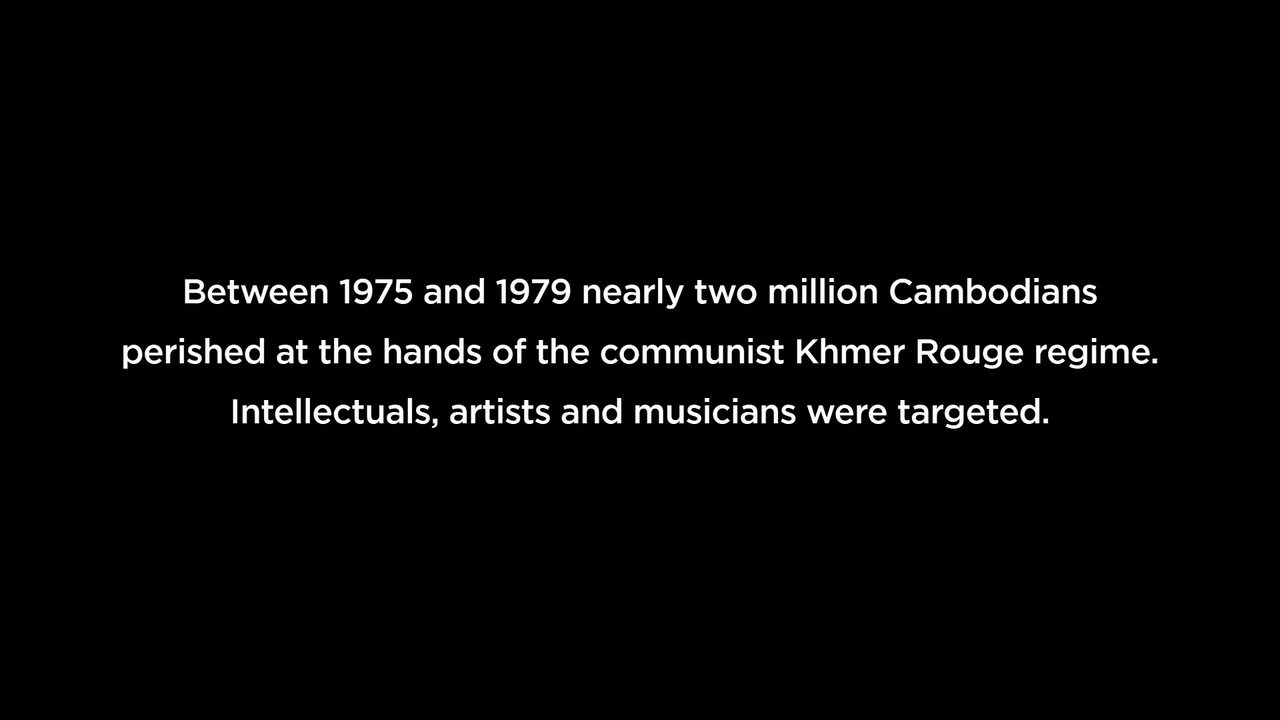 Between 1975 and 1979 nearly two million Cambodians
perished at the hands of the communist Khmer Rouge regime.
Intellectuals, artists and musicians were targeted.